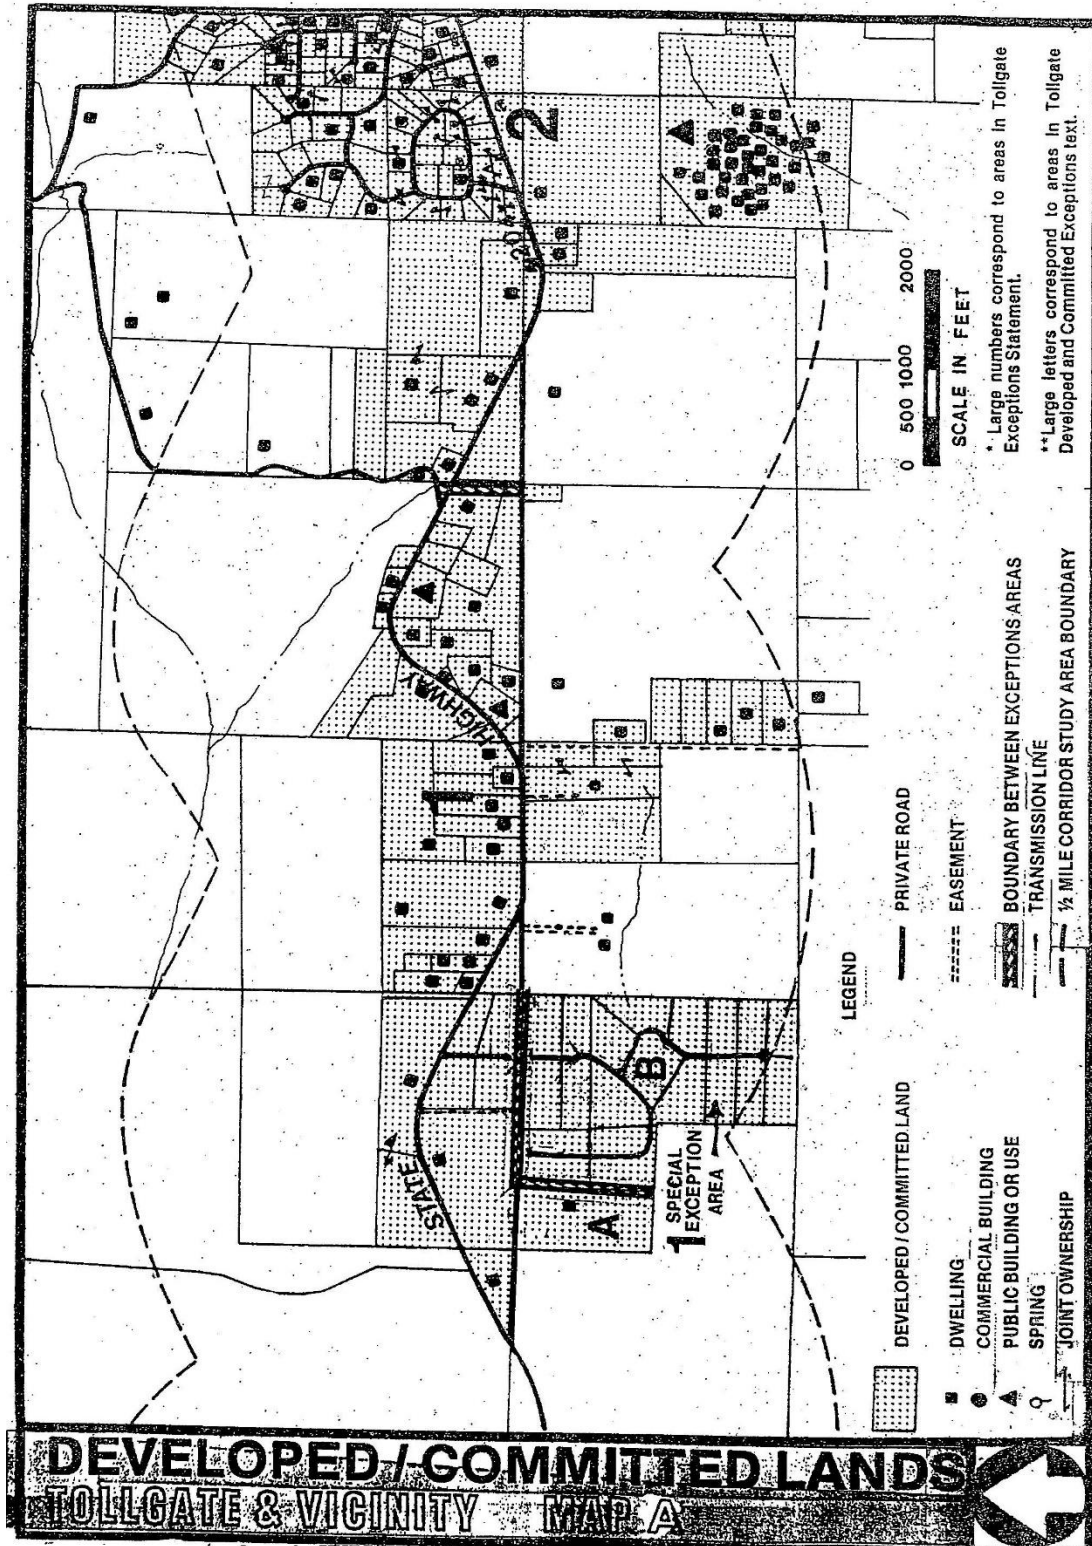 DEVELOPED / COMMITTED LANDS
TOLLGATE & VICINITY MAP A
STATE
HIGHWAY
204
1
2
A
B
1 SPECIAL
EXCEPTION
AREA
LEGEND
DEVELOPED / COMMITTED LAND
DWELLING
COMMERCIAL BUILDING
PUBLIC BUILDING OR USE
SPRING
JOINT OWNERSHIP
PRIVATE ROAD
EASEMENT
BOUNDARY BETWEEN EXCEPTIONS AREAS
TRANSMISSION LINE
½ MILE CORRIDOR STUDY AREA BOUNDARY
0 500 1000 2000
SCALE IN FEET
* Large numbers correspond to areas in Tollgate
Exceptions Statement.
**Large letters correspond to areas in Tollgate
Developed and Committed Exceptions text.